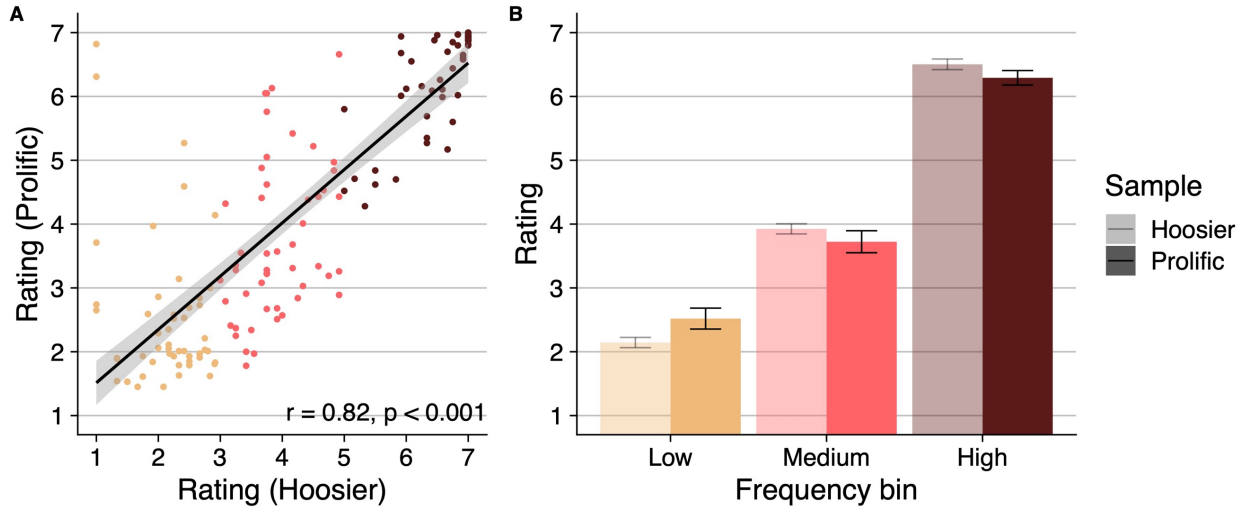 A
7
6
5
4
3
2
1
Rating (Prolific)
r = 0.82, p < 0.001
1 2 3 4 5 6 7
Rating (Hoosier)
B
7
6
5
4
3
2
1
Rating
Low Medium High
Frequency bin
Sample
Hoosier
Prolific